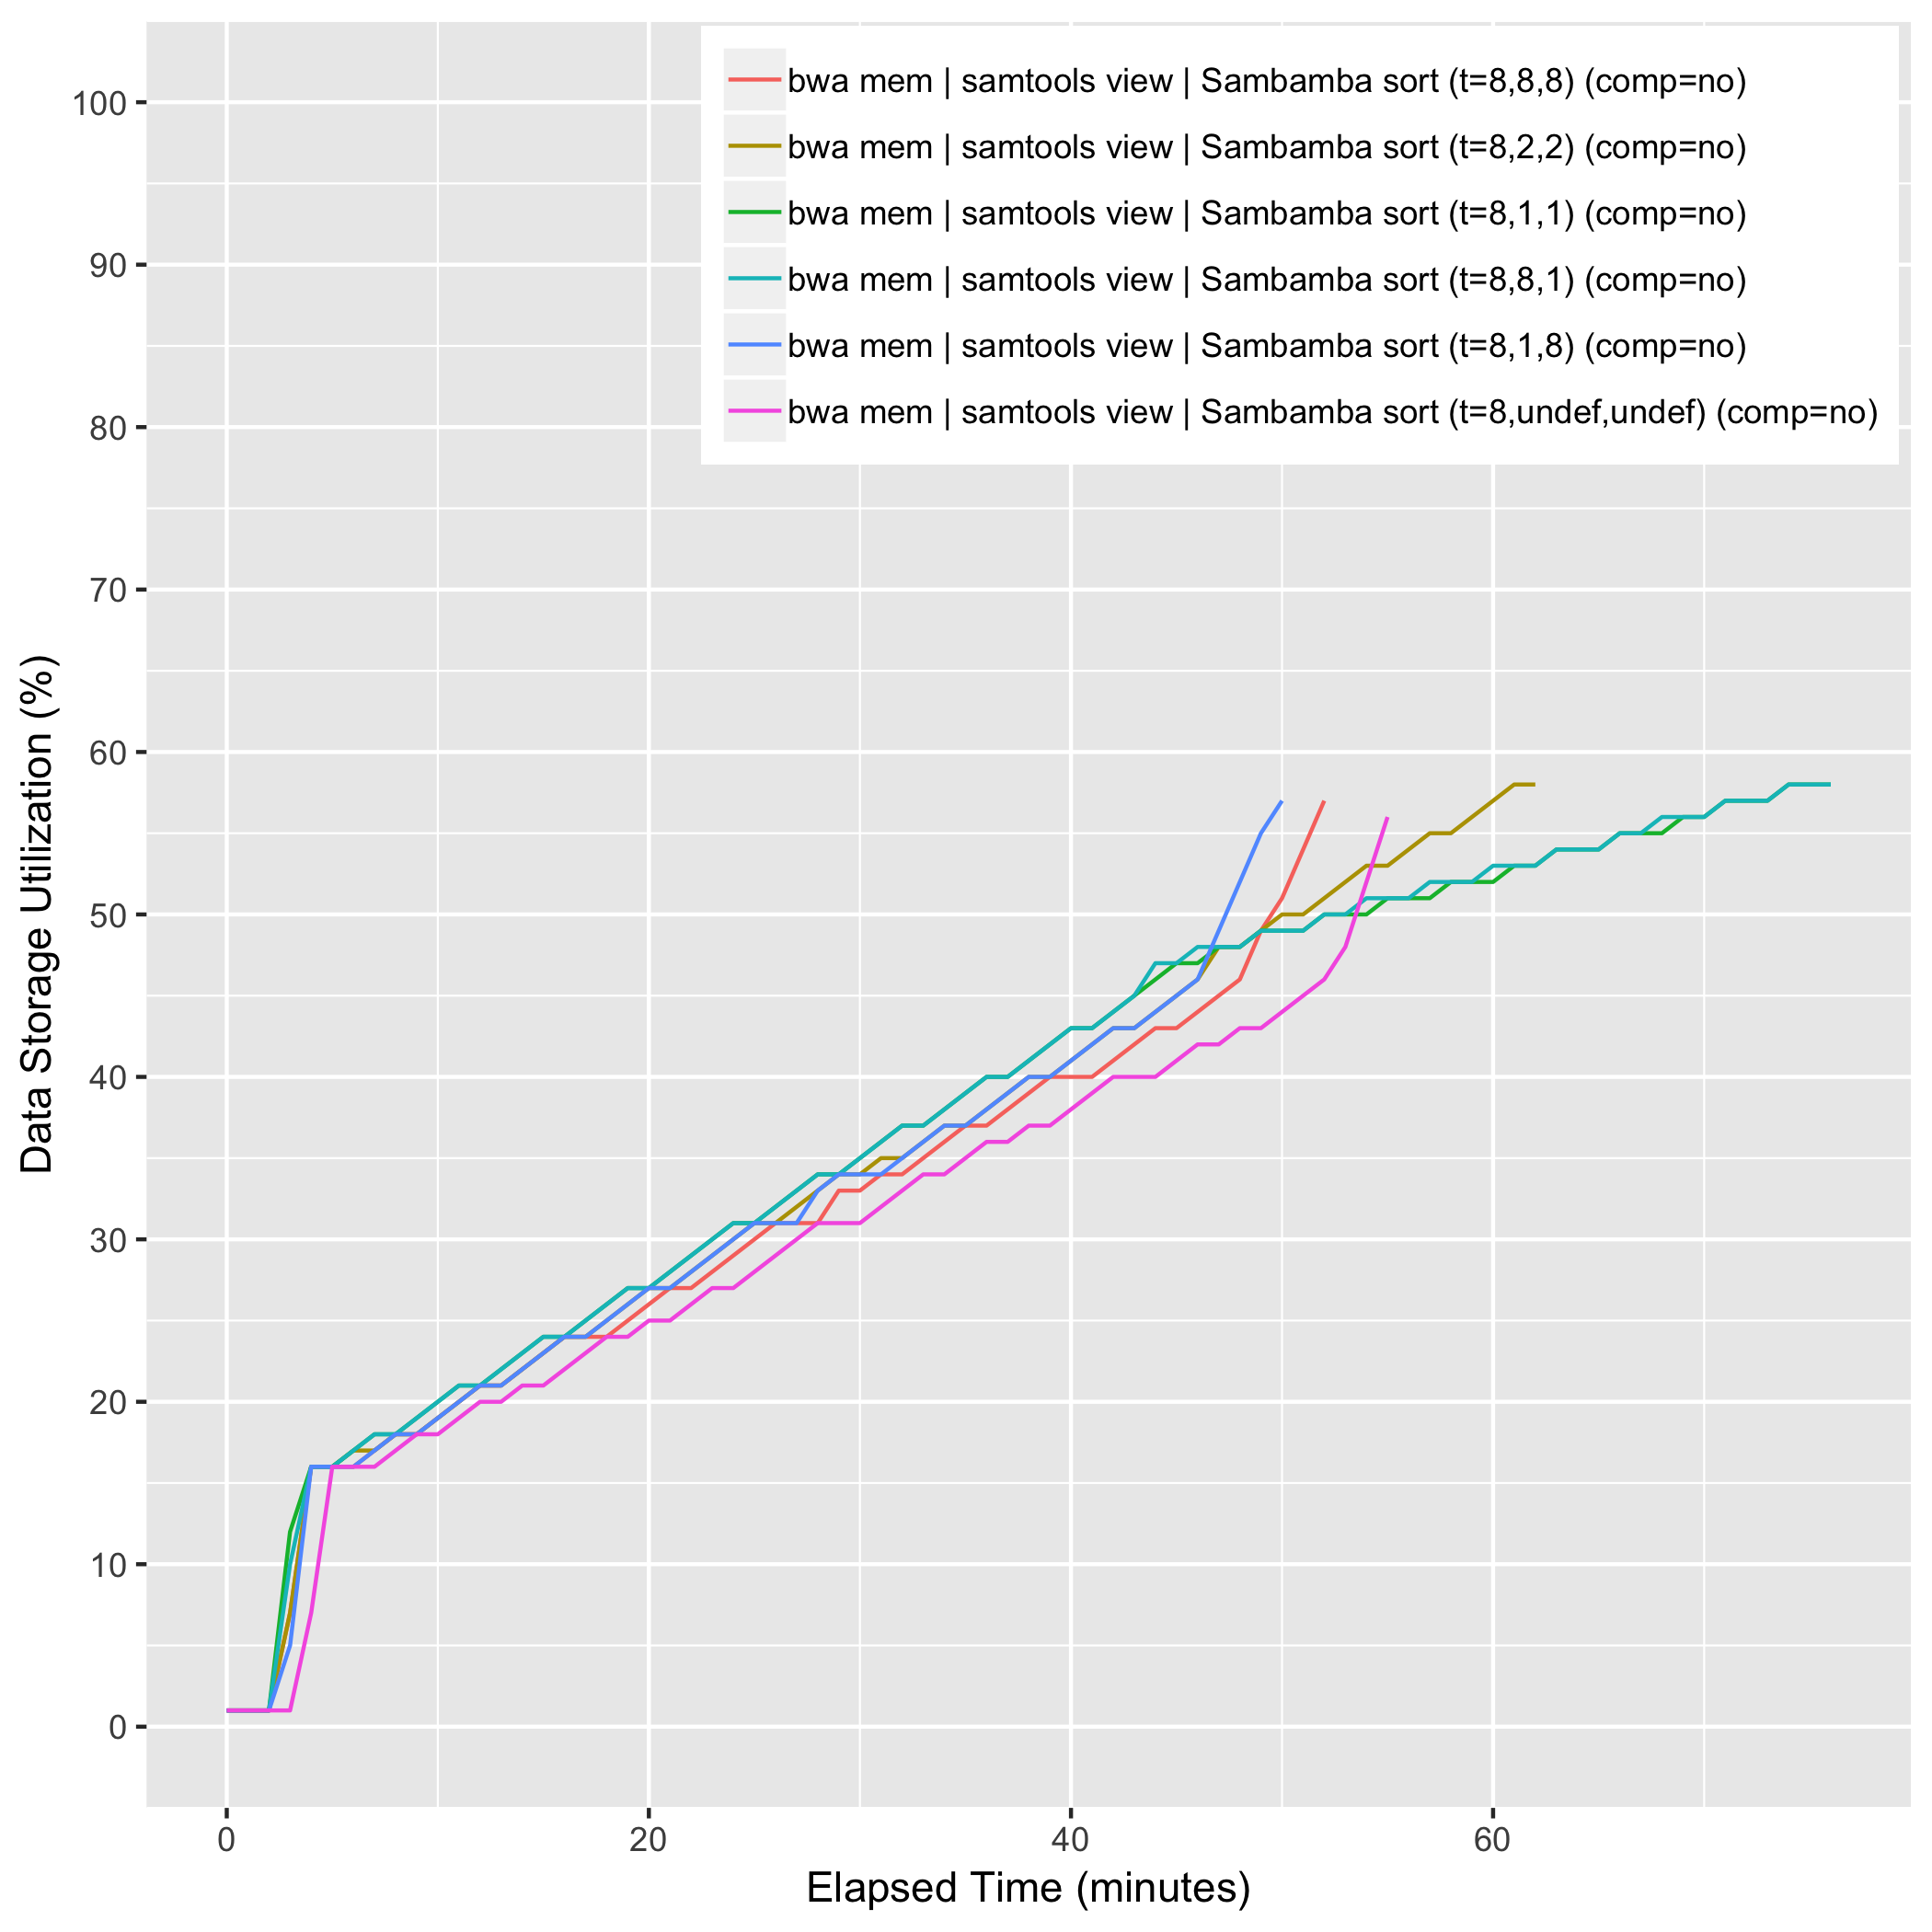 bwa mem | samtools view | Sambamba sort (t=8,8,8) (comp=no)
bwa mem | samtools view | Sambamba sort (t=8,2,2) (comp=no)
bwa mem | samtools view | Sambamba sort (t=8,1,1) (comp=no)
bwa mem | samtools view | Sambamba sort (t=8,8,1) (comp=no)
bwa mem | samtools view | Sambamba sort (t=8,1,8) (comp=no)
bwa mem | samtools view | Sambamba sort (t=8,undef,undef) (comp=no)
100
90
80
70
60
50
40
30
20
10
0
Data Storage Utilization (%)
0 20 40 60
Elapsed Time (minutes)